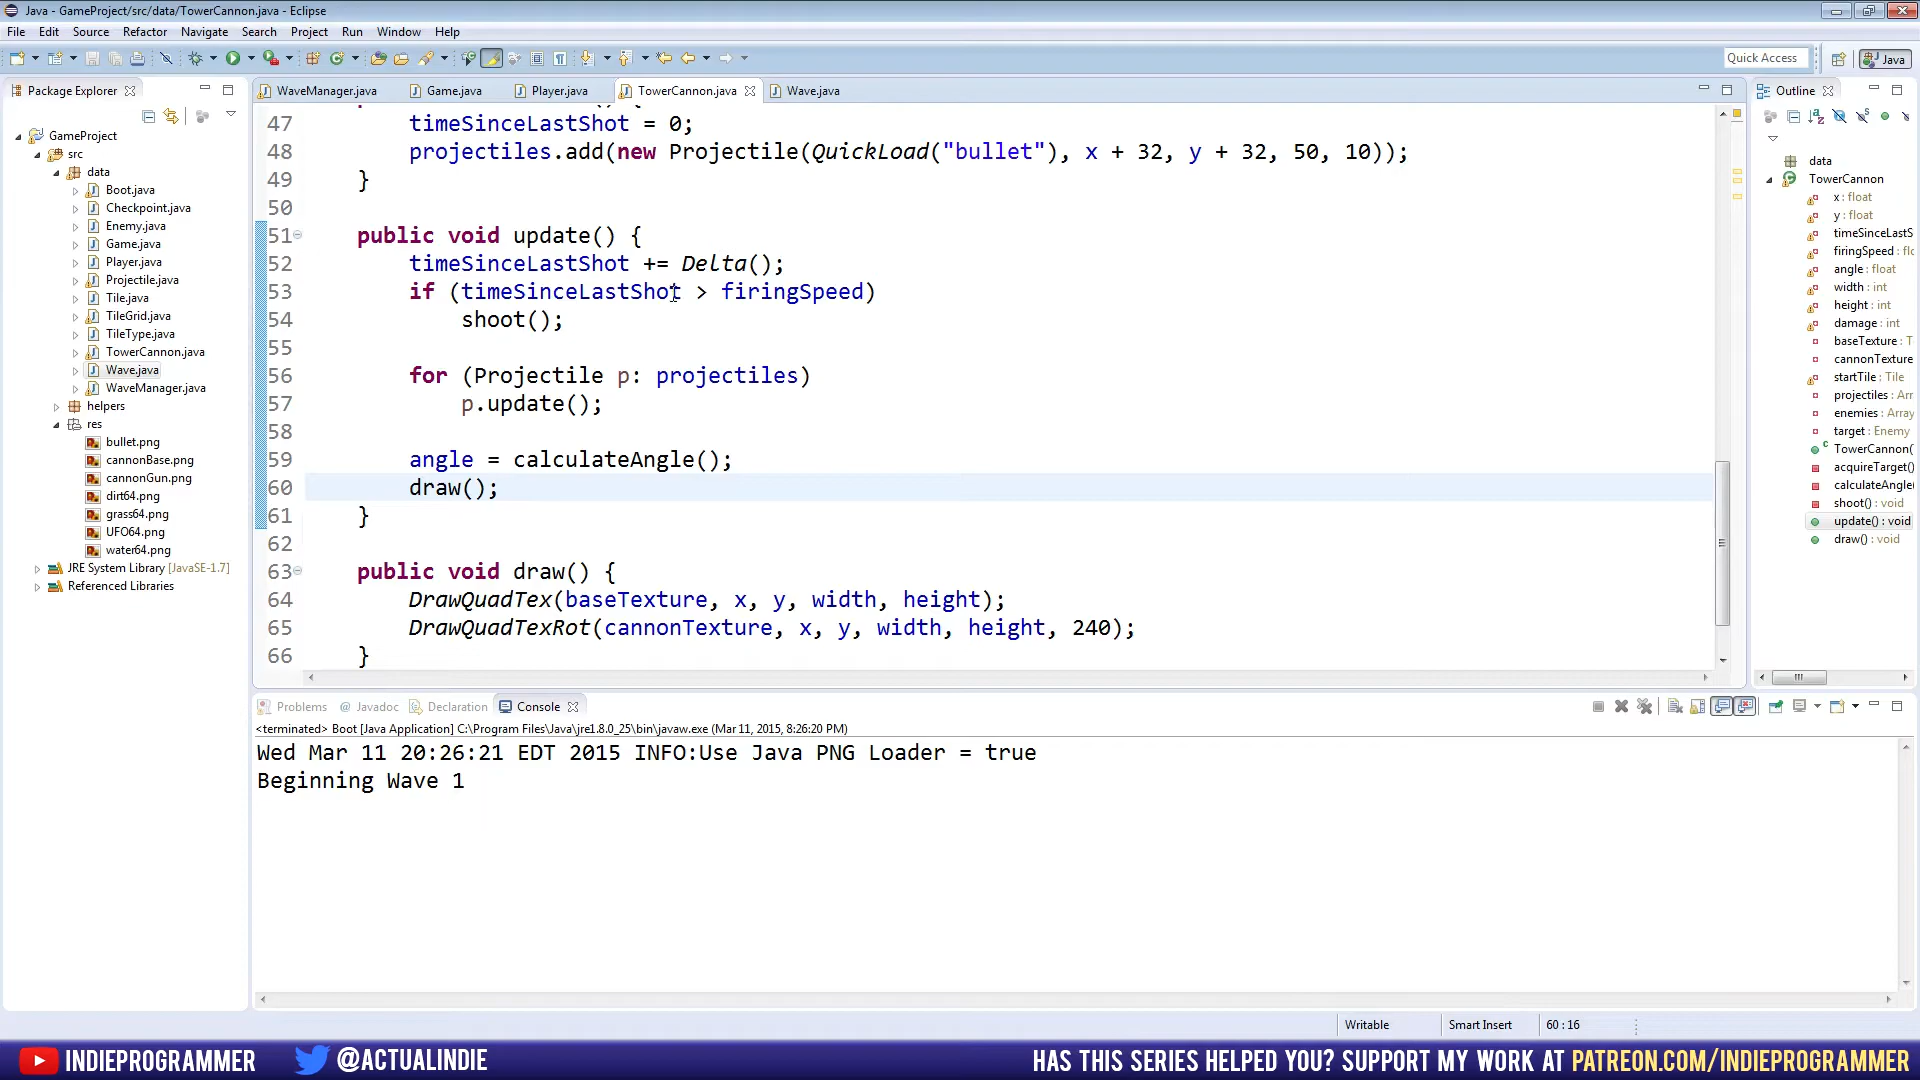 Java - GameProject/src/data/TowerCannon.java - Eclipse
File Edit Source Refactor Navigate Search Project Run Window Help
Quick Access
Java
Package Explorer
GameProject
src
data
Boot.java
Checkpoint.java
Enemy.java
Game.java
Player.java
Projectile.java
Tile.java
TileGrid.java
TileType.java
TowerCannon.java
Wave.java
WaveManager.java
helpers
res
bullet.png
cannonBase.png
cannonGun.png
dirt64.png
grass64.png
UFO64.png
water64.png
JRE System Library [JavaSE-1.7]
Referenced Libraries
WaveManager.java Game.java Player.java TowerCannon.java Wave.java
47 timeSinceLastShot = 0;
48 projectiles.add(new Projectile(QuickLoad("bullet"), x + 32, y + 32, 50, 10));
49 }
50
51 public void update() {
52 timeSinceLastShot += Delta();
53 if (timeSinceLastShot > firingSpeed)
54 shoot();
55
56 for (Projectile p: projectiles)
57 p.update();
58
59 angle = calculateAngle();
60 draw();
61 }
62
63 public void draw() {
64 DrawQuadTex(baseTexture, x, y, width, height);
65 DrawQuadTexRot(cannonTexture, x, y, width, height, 240);
66 }
Outline
data
TowerCannon
x : float
y : float
timeSinceLastS
firingSpeed : flo
angle : float
width : int
height : int
damage : int
baseTexture : T
cannonTexture
startTile : Tile
projectiles : Arr
enemies : Array
target : Enemy
TowerCannon(
acquireTarget()
calculateAngle(
shoot() : void
update() : void
draw() : void
Problems @ Javadoc Declaration Console
<terminated> Boot [Java Application] C:\Program Files\Java\jre1.8.0_25\bin\javaw.exe (Mar 11, 2015, 8:26:20 PM)
Wed Mar 11 20:26:21 EDT 2015 INFO:Use Java PNG Loader = true
Beginning Wave 1
Writable Smart Insert 60 : 16
INDIEPROGRAMMER @ACTUALINDIE HAS THIS SERIES HELPED YOU? SUPPORT MY WORK AT PATREON.COM/INDIEPROGRAMMER